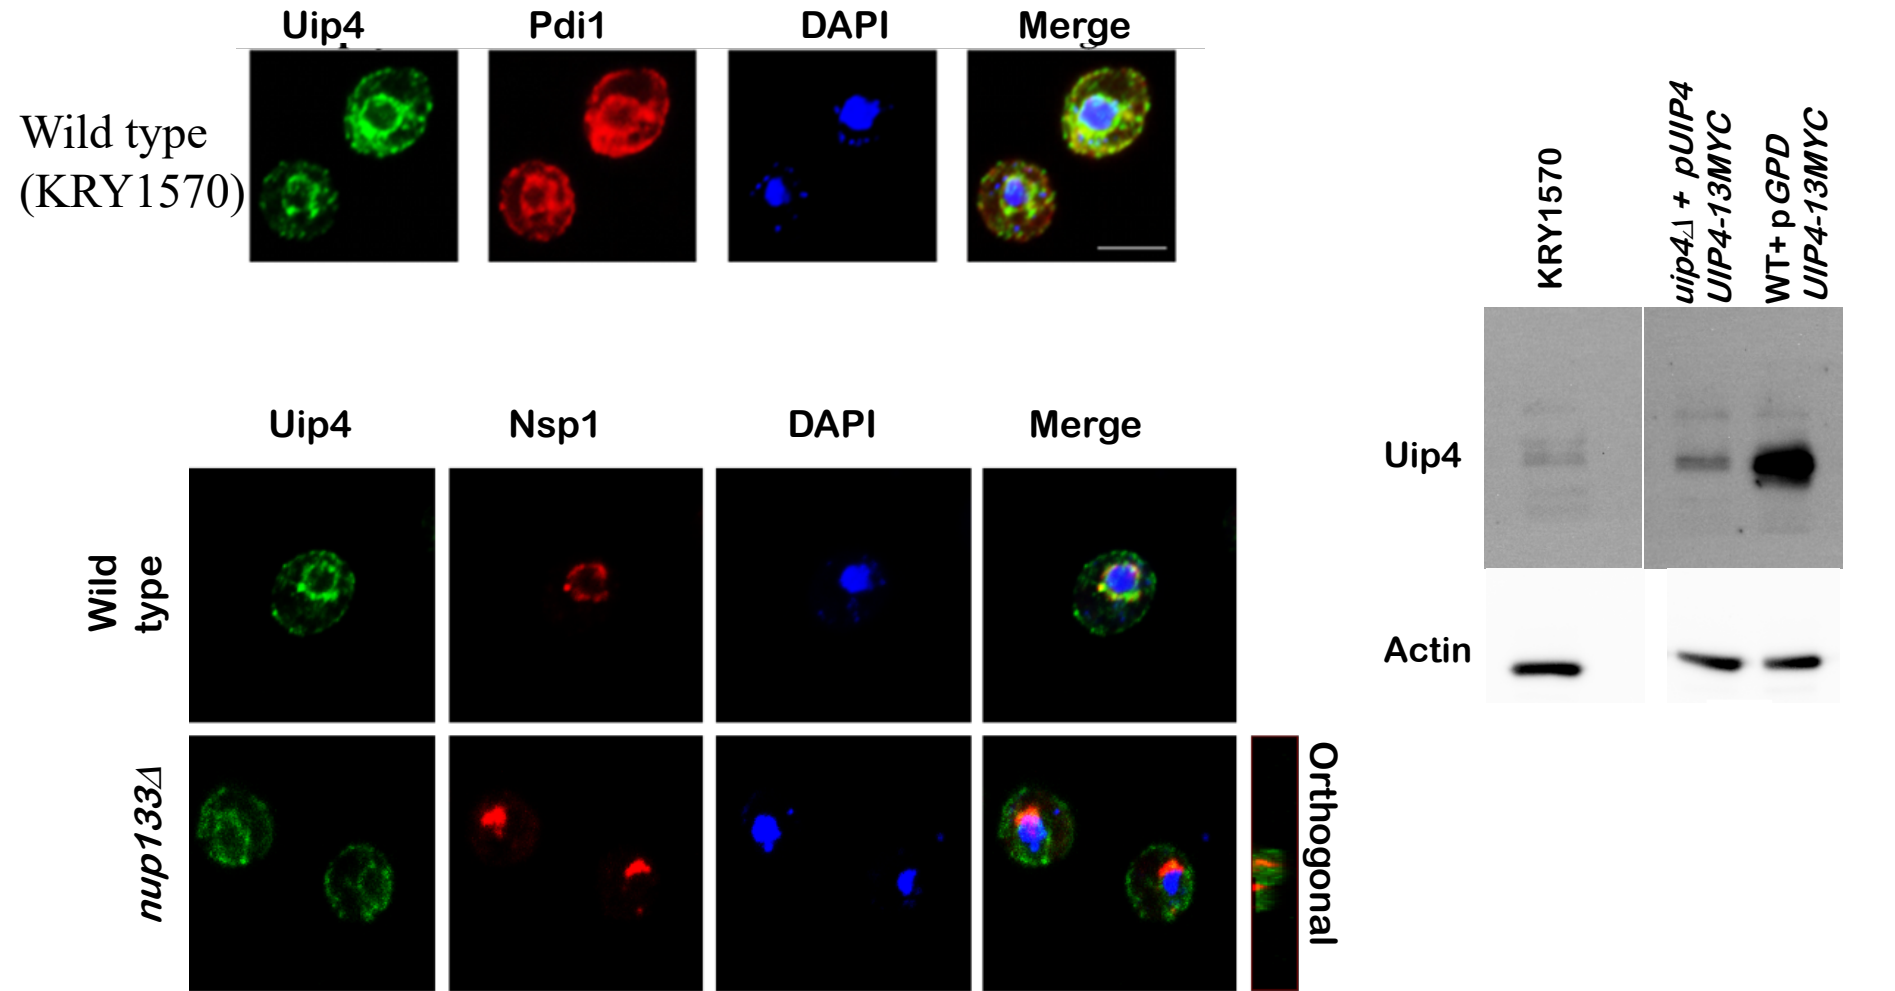 Uip4 Pdi1 DAPI Merge
Wild type
(KRY1570)
KRY1570
uip4Δ + pUIP4
UIP4-13MYC
WT+ pGPD
UIP4-13MYC
Uip4
Actin
Uip4 Nsp1 DAPI Merge
Wild
type
nup133Δ
Orthogonal